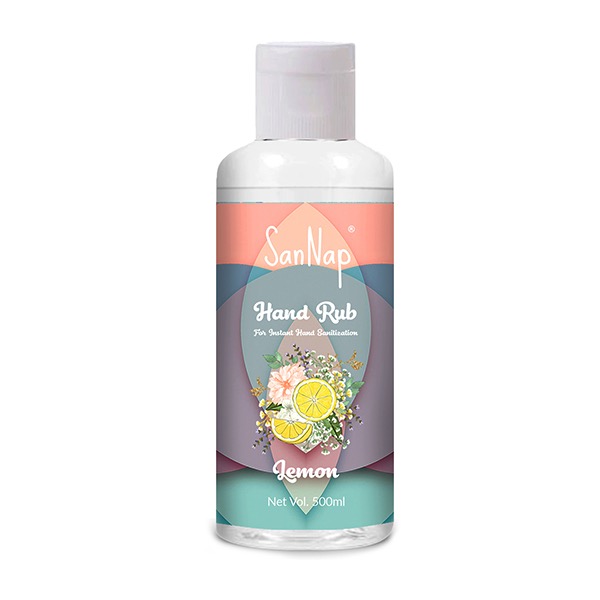 SanNap®
Hand Rub
For Instant Hand Sanitization
Lemon
Net Vol. 500ml